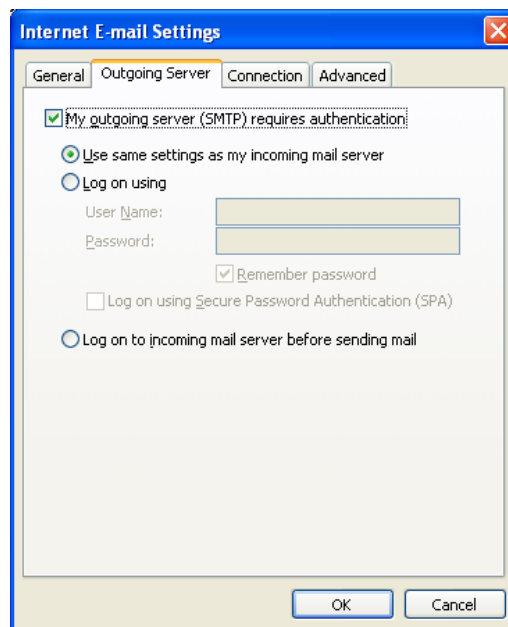 Internet E-mail Settings
General Outgoing Server Connection Advanced
My outgoing server (SMTP) requires authentication
Use same settings as my incoming mail server
Log on using
User Name:
Password:
Remember password
Log on using Secure Password Authentication (SPA)
Log on to incoming mail server before sending mail
OK Cancel